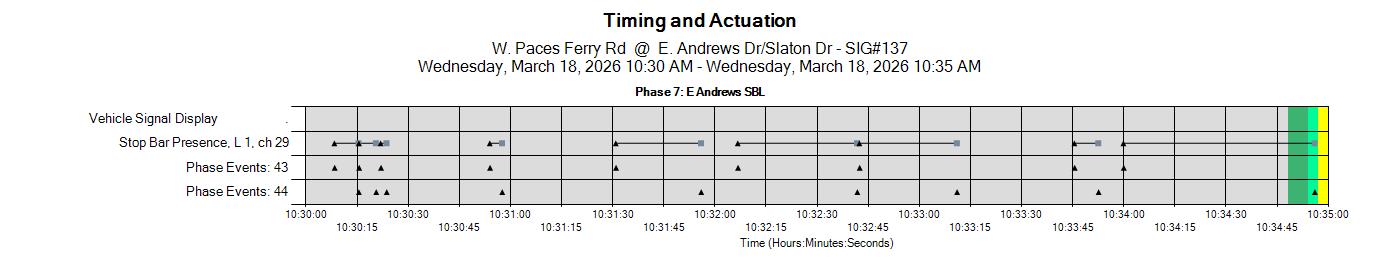 Timing and Actuation
W. Paces Ferry Rd @ E. Andrews Dr/Slaton Dr - SIG#137
Wednesday, March 18, 2026 10:30 AM - Wednesday, March 18, 2026 10:35 AM
Phase 7: E Andrews SBL
Vehicle Signal Display .
Stop Bar Presence, L 1, ch 29
Phase Events: 43
Phase Events: 44
10:30:00 10:30:30 10:31:00 10:31:30 10:32:00 10:32:30 10:33:00 10:33:30 10:34:00 10:34:30 10:35:00
10:30:15 10:30:45 10:31:15 10:31:45 10:32:15 10:32:45 10:33:15 10:33:45 10:34:15 10:34:45
Time (Hours:Minutes:Seconds)